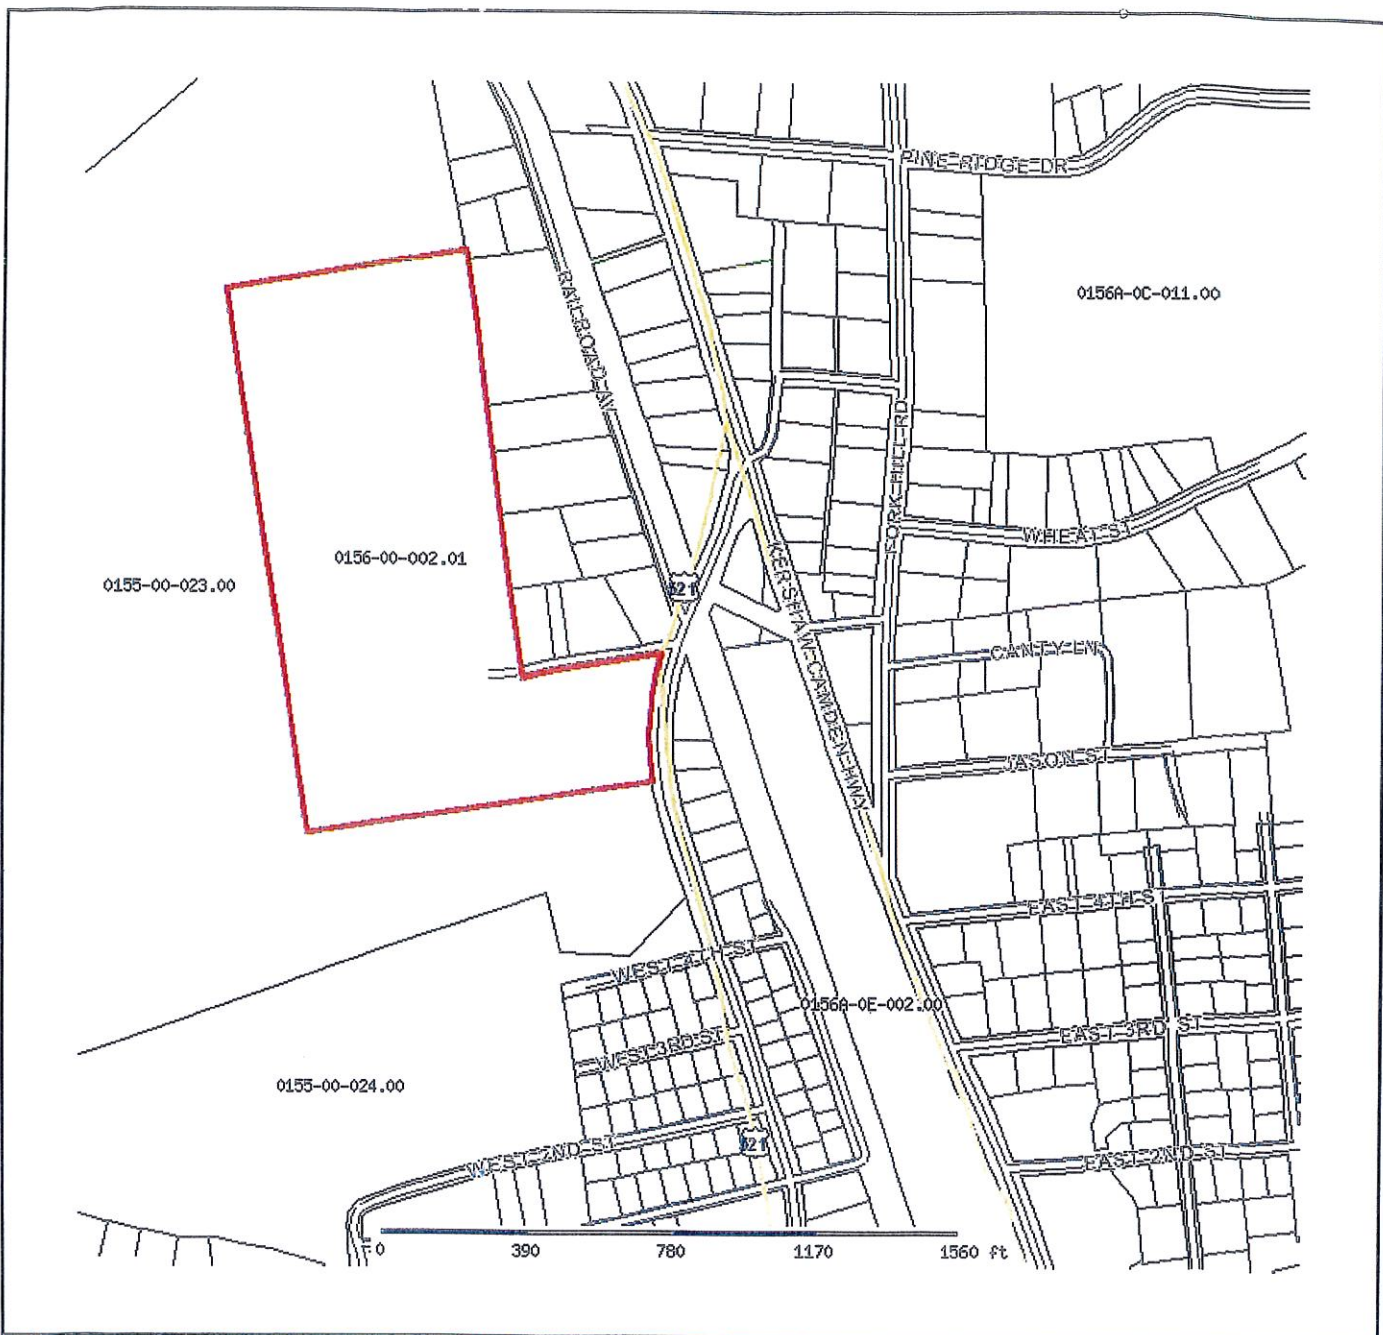 PINE RIDGE DR
0156A-0C-011.00
RAILROAD AV
FORK HILL RD
WHEAT ST
0156-00-002.01
0155-00-023.00
521
KERSHAW CAMDEN HWY
CANTY LN
JASON ST
EAST 4TH ST
WEST 4TH ST
0156A-0E-002.00
EAST 3RD ST
WEST 3RD ST
0155-00-024.00
521
WEST 2ND ST
EAST 2ND ST
0 390 780 1170 1560 ft